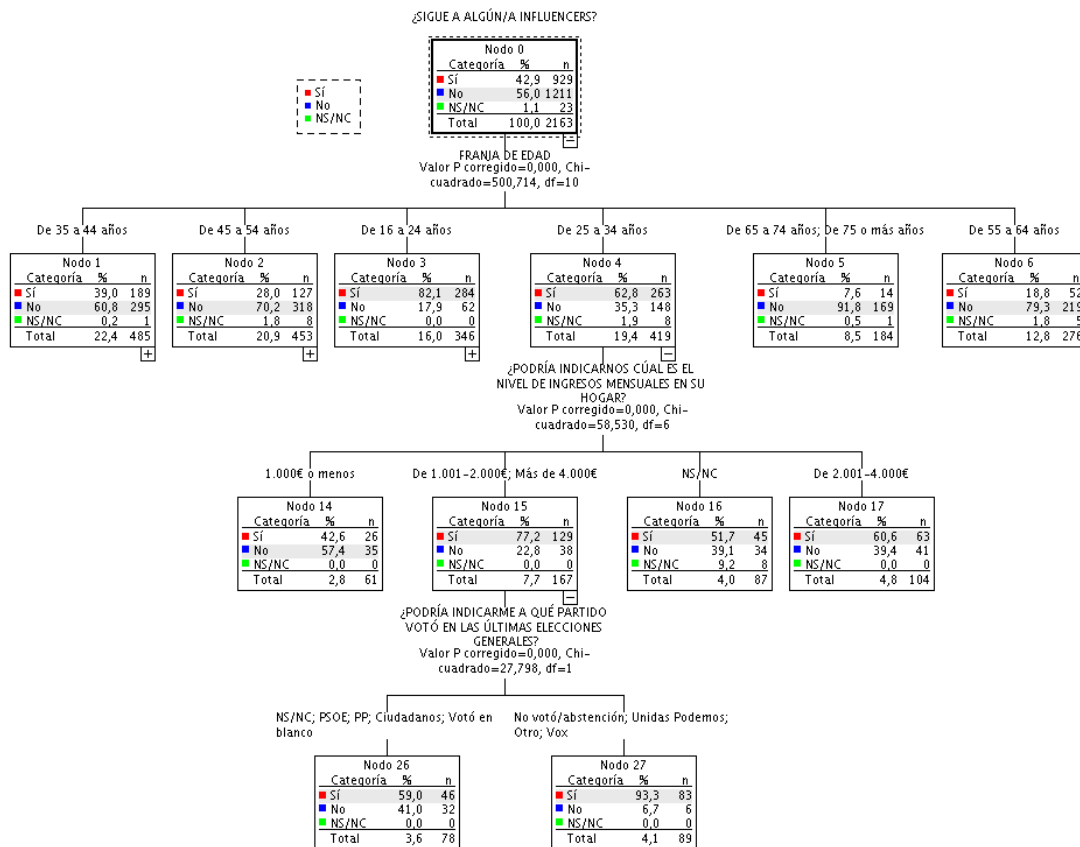 ¿SIGUE A ALGÚN/A INFLUENCERS?
Nodo 0
Categoría % n
Sí 42,9 929
No 56,0 1211
NS/NC 1,1 23
Total 100,0 2163
Sí
No
NS/NC
FRANJA DE EDAD
Valor P corregido=0,000, Chi-
cuadrado=500,714, df=10
De 35 a 44 años
De 45 a 54 años
De 16 a 24 años
De 25 a 34 años
De 65 a 74 años; De 75 o más años
De 55 a 64 años
Nodo 1
Categoría % n
Sí 39,0 189
No 60,8 295
NS/NC 0,2 1
Total 22,4 485
Nodo 2
Categoría % n
Sí 28,0 127
No 70,2 318
NS/NC 1,8 8
Total 20,9 453
Nodo 3
Categoría % n
Sí 82,1 284
No 17,9 62
NS/NC 0,0 0
Total 16,0 346
Nodo 4
Categoría % n
Sí 62,8 263
No 35,3 148
NS/NC 1,9 8
Total 19,4 419
Nodo 5
Categoría % n
Sí 7,6 14
No 91,8 169
NS/NC 0,5 1
Total 8,5 184
Nodo 6
Categoría % n
Sí 18,8 52
No 79,3 219
NS/NC 1,8 5
Total 12,8 276
¿PODRÍA INDICARNOS CÚAL ES EL
NIVEL DE INGRESOS MENSUALES EN SU
HOGAR?
Valor P corregido=0,000, Chi-
cuadrado=58,530, df=6
1.000€ o menos
De 1.001-2.000€; Más de 4.000€
NS/NC
De 2.001-4.000€
Nodo 14
Categoría % n
Sí 42,6 26
No 57,4 35
NS/NC 0,0 0
Total 2,8 61
Nodo 15
Categoría % n
Sí 77,2 129
No 22,8 38
NS/NC 0,0 0
Total 7,7 167
Nodo 16
Categoría % n
Sí 51,7 45
No 39,1 34
NS/NC 9,2 8
Total 4,0 87
Nodo 17
Categoría % n
Sí 60,6 63
No 39,4 41
NS/NC 0,0 0
Total 4,8 104
¿PODRÍA INDICARME A QUÉ PARTIDO
VOTÓ EN LAS ÚLTIMAS ELECCIONES
GENERALES?
Valor P corregido=0,000, Chi-
cuadrado=27,798, df=1
NS/NC; PSOE; PP; Ciudadanos; Votó en
blanco
No votó/abstención; Unidas Podemos;
Otro; Vox
Nodo 26
Categoría % n
Sí 59,0 46
No 41,0 32
NS/NC 0,0 0
Total 3,6 78
Nodo 27
Categoría % n
Sí 93,3 83
No 6,7 6
NS/NC 0,0 0
Total 4,1 89